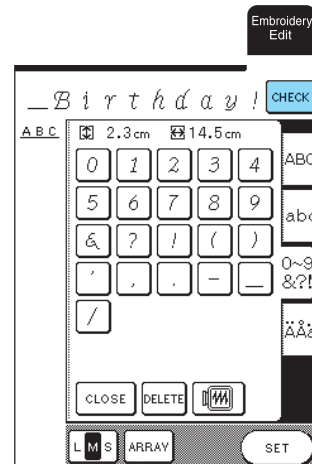 Embroidery
Edit
_Birthday! CHECK
ABC 2.3cm 14.5cm
0 1 2 3 4 ABC
5 6 7 8 9 abc
& ? ! ( )
' , . – _ 0~9
&?!
/ ÄÅä
CLOSE DELETE
L M S ARRAY SET